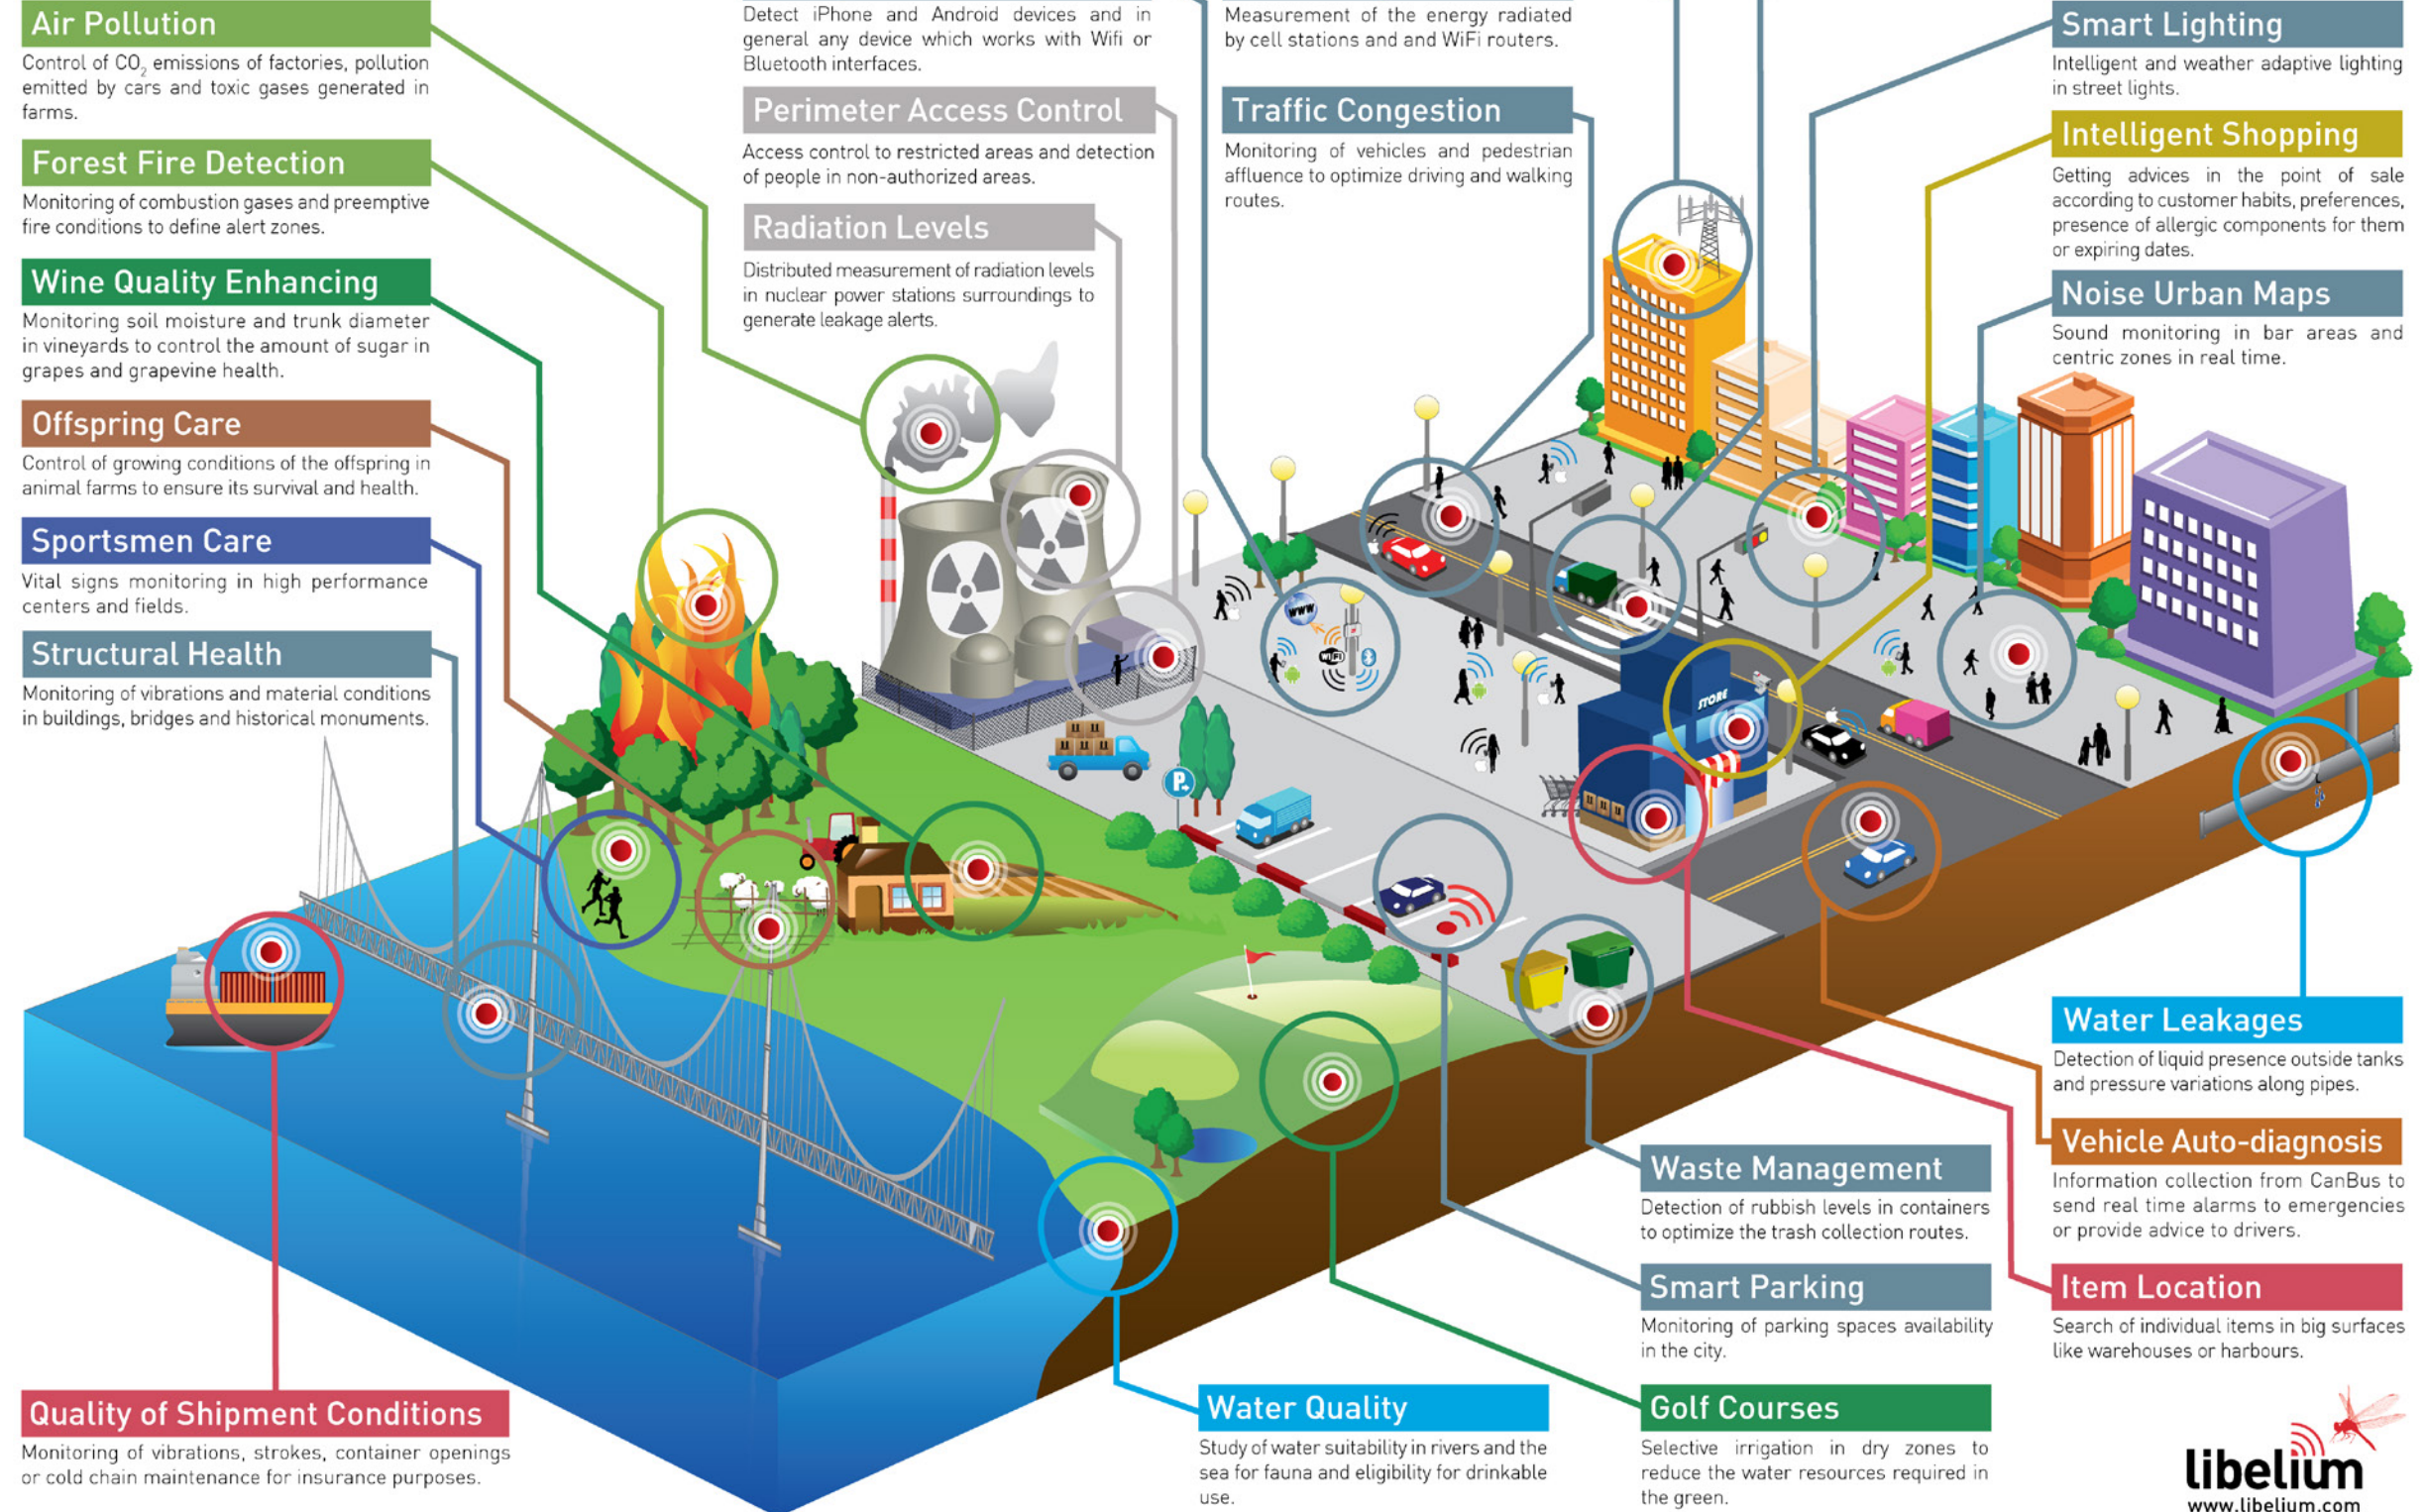 Air Pollution
Control of CO₂ emissions of factories, pollution
emitted by cars and toxic gases generated in
farms.
Forest Fire Detection
Monitoring of combustion gases and preemptive
fire conditions to define alert zones.
Wine Quality Enhancing
Monitoring soil moisture and trunk diameter
in vineyards to control the amount of sugar in
grapes and grapevine health.
Offspring Care
Control of growing conditions of the offspring in
animal farms to ensure its survival and health.
Sportsmen Care
Vital signs monitoring in high performance
centers and fields.
Structural Health
Monitoring of vibrations and material conditions
in buildings, bridges and historical monuments.
Quality of Shipment Conditions
Monitoring of vibrations, strokes, container openings
or cold chain maintenance for insurance purposes.
Detect iPhone and Android devices and in
general any device which works with Wifi or
Bluetooth interfaces.
Perimeter Access Control
Access control to restricted areas and detection
of people in non-authorized areas.
Radiation Levels
Distributed measurement of radiation levels
in nuclear power stations surroundings to
generate leakage alerts.
Measurement of the energy radiated
by cell stations and and WiFi routers.
Traffic Congestion
Monitoring of vehicles and pedestrian
affluence to optimize driving and walking
routes.
www
WiFi
P
STORE
Smart Lighting
Intelligent and weather adaptive lighting
in street lights.
Intelligent Shopping
Getting advices in the point of sale
according to customer habits, preferences,
presence of allergic components for them
or expiring dates.
Noise Urban Maps
Sound monitoring in bar areas and
centric zones in real time.
Water Leakages
Detection of liquid presence outside tanks
and pressure variations along pipes.
Vehicle Auto-diagnosis
Information collection from CanBus to
send real time alarms to emergencies
or provide advice to drivers.
Item Location
Search of individual items in big surfaces
like warehouses or harbours.
Waste Management
Detection of rubbish levels in containers
to optimize the trash collection routes.
Smart Parking
Monitoring of parking spaces availability
in the city.
Golf Courses
Selective irrigation in dry zones to
reduce the water resources required in
the green.
Water Quality
Study of water suitability in rivers and the
sea for fauna and eligibility for drinkable
use.
libelium
www.libelium.com